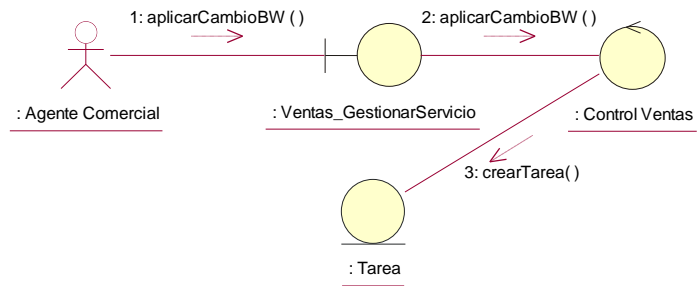 1: aplicarCambioBW ( )
2: aplicarCambioBW ( )
: Agente Comercial
: Ventas_GestionarServicio
: Control Ventas
3: crearTarea( )
: Tarea